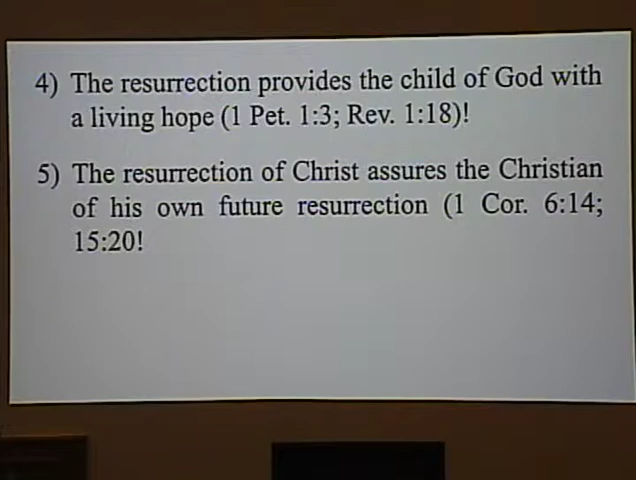 4) The resurrection provides the child of God with
a living hope (1 Pet. 1:3; Rev. 1:18)!
5) The resurrection of Christ assures the Christian
of his own future resurrection (1 Cor. 6:14;
15:20!